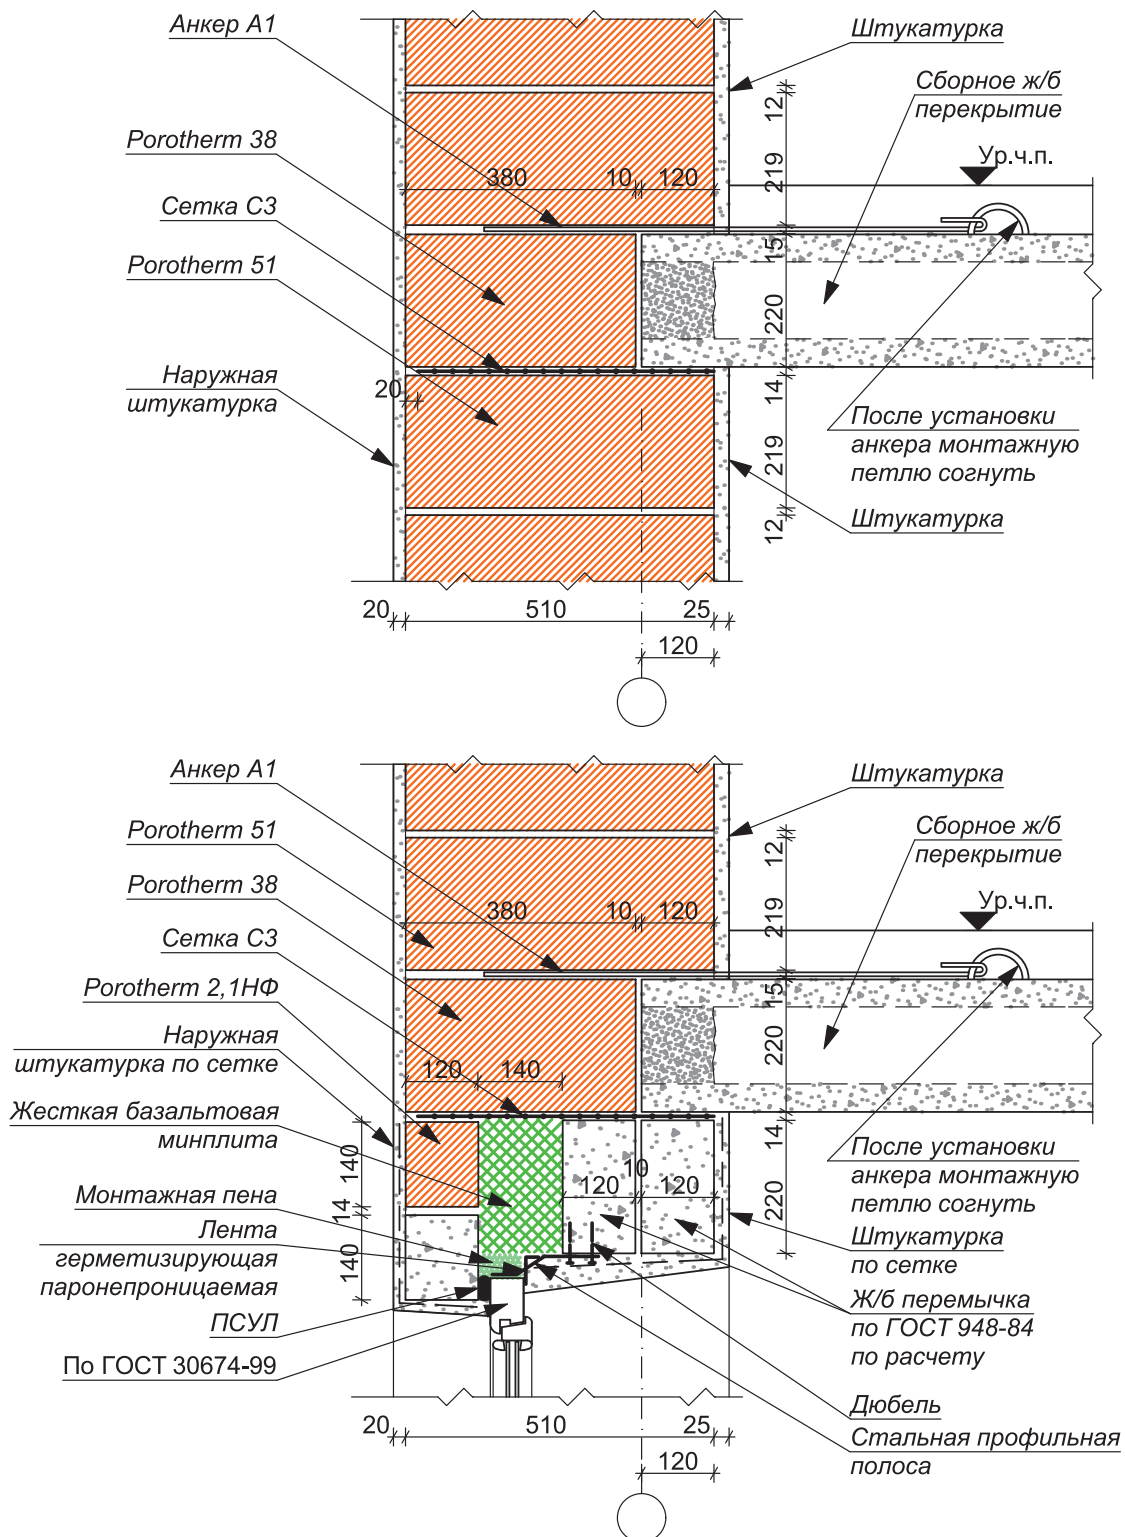 Анкер А1
Штукатурка
Сборное ж/б
перекрытие
Porotherm 38
Ур.ч.п.
Сетка С3
Porotherm 51
Наружная
штукатурка
380
10
120
12
219
15
220
14
219
12
20
После установки
анкера монтажную
петлю согнуть
Штукатурка
20
510
25
120
Анкер А1
Штукатурка
Porotherm 51
Сборное ж/б
перекрытие
Porotherm 38
Ур.ч.п.
Сетка С3
Porotherm 2,1НФ
Наружная
штукатурка по сетке
Жесткая базальтовая
минплита
Монтажная пена
Лента
герметизирующая
паронепроницаемая
ПСУЛ
По ГОСТ 30674-99
380
10
120
12
219
15
220
14
220
120
140
140
14
140
10
120
120
После установки
анкера монтажную
петлю согнуть
Штукатурка
по сетке
Ж/б перемычка
по ГОСТ 948-84
по расчету
Дюбель
Стальная профильная
полоса
20
510
25
120